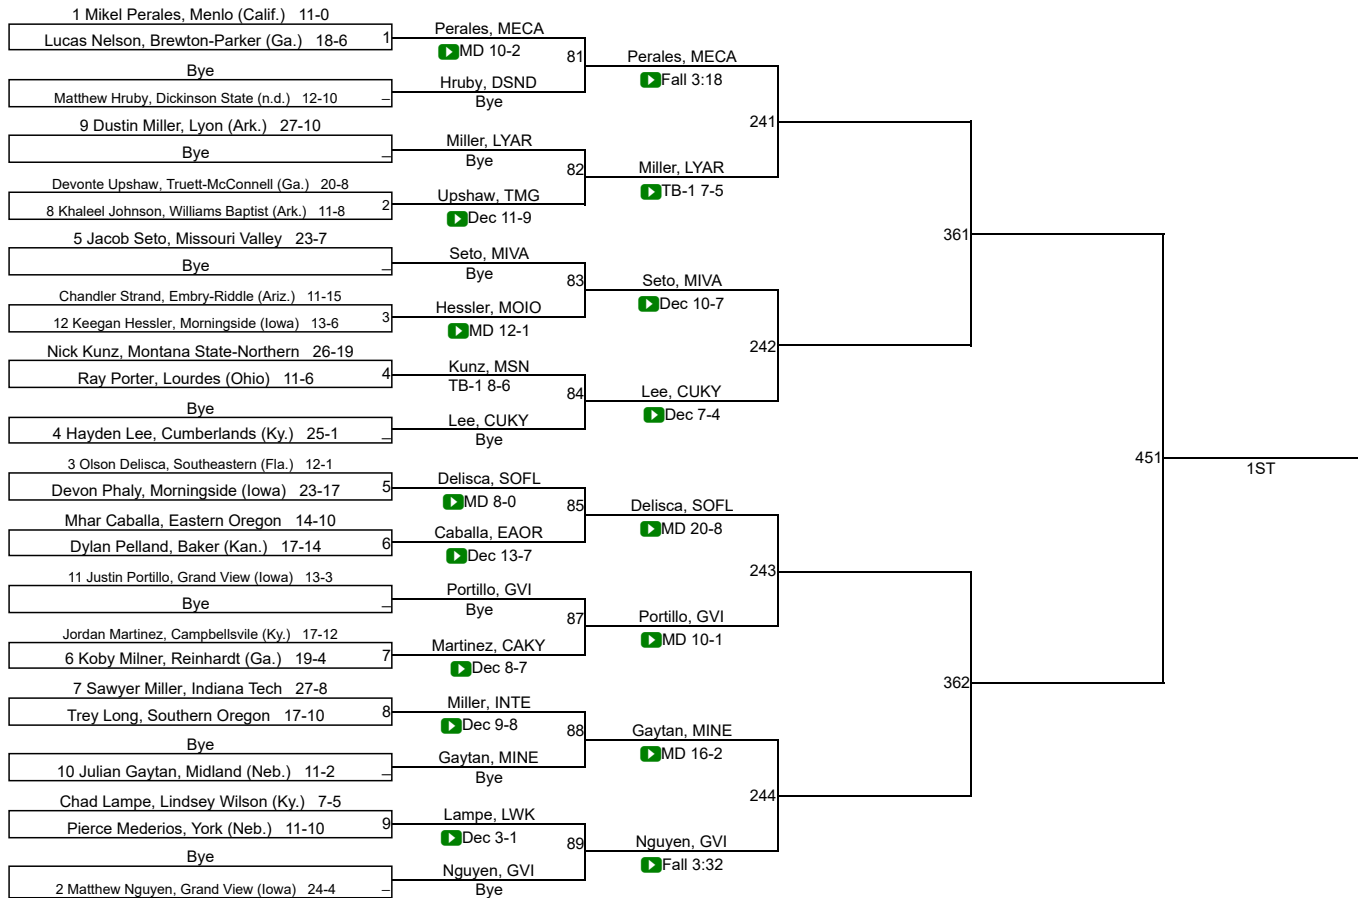 1 Mikel Perales, Menlo (Calif.) 11-0
Lucas Nelson, Brewton-Parker (Ga.) 18-6
1
Bye
Matthew Hruby, Dickinson State (n.d.) 12-10
_
9 Dustin Miller, Lyon (Ark.) 27-10
Bye
_
Devonte Upshaw, Truett-McConnell (Ga.) 20-8
8 Khaleel Johnson, Williams Baptist (Ark.) 11-8
2
5 Jacob Seto, Missouri Valley 23-7
Bye
_
Chandler Strand, Embry-Riddle (Ariz.) 11-15
12 Keegan Hessler, Morningside (Iowa) 13-6
3
Nick Kunz, Montana State-Northern 26-19
Ray Porter, Lourdes (Ohio) 11-6
4
Bye
4 Hayden Lee, Cumberlands (Ky.) 25-1
_
3 Olson Delisca, Southeastern (Fla.) 12-1
Devon Phaly, Morningside (Iowa) 23-17
5
Mhar Caballa, Eastern Oregon 14-10
Dylan Pelland, Baker (Kan.) 17-14
6
11 Justin Portillo, Grand View (Iowa) 13-3
Bye
_
Jordan Martinez, Campbellsvile (Ky.) 17-12
6 Koby Milner, Reinhardt (Ga.) 19-4
7
7 Sawyer Miller, Indiana Tech 27-8
Trey Long, Southern Oregon 17-10
8
Bye
10 Julian Gaytan, Midland (Neb.) 11-2
_
Chad Lampe, Lindsey Wilson (Ky.) 7-5
Pierce Mederios, York (Neb.) 11-10
9
Bye
2 Matthew Nguyen, Grand View (Iowa) 24-4
_
Perales, MECA
MD 10-2
81
Hruby, DSND
Bye
Miller, LYAR
Bye
82
Upshaw, TMG
Dec 11-9
Seto, MIVA
Bye
83
Hessler, MOIO
MD 12-1
Kunz, MSN
TB-1 8-6
84
Lee, CUKY
Bye
Delisca, SOFL
MD 8-0
85
Caballa, EAOR
Dec 13-7
Portillo, GVI
Bye
87
Martinez, CAKY
Dec 8-7
Miller, INTE
Dec 9-8
88
Gaytan, MINE
Bye
Lampe, LWK
Dec 3-1
89
Nguyen, GVI
Bye
Perales, MECA
Fall 3:18
241
Miller, LYAR
TB-1 7-5
Seto, MIVA
Dec 10-7
242
Lee, CUKY
Dec 7-4
Delisca, SOFL
MD 20-8
243
Portillo, GVI
MD 10-1
Gaytan, MINE
MD 16-2
244
Nguyen, GVI
Fall 3:32
361
362
451
1ST